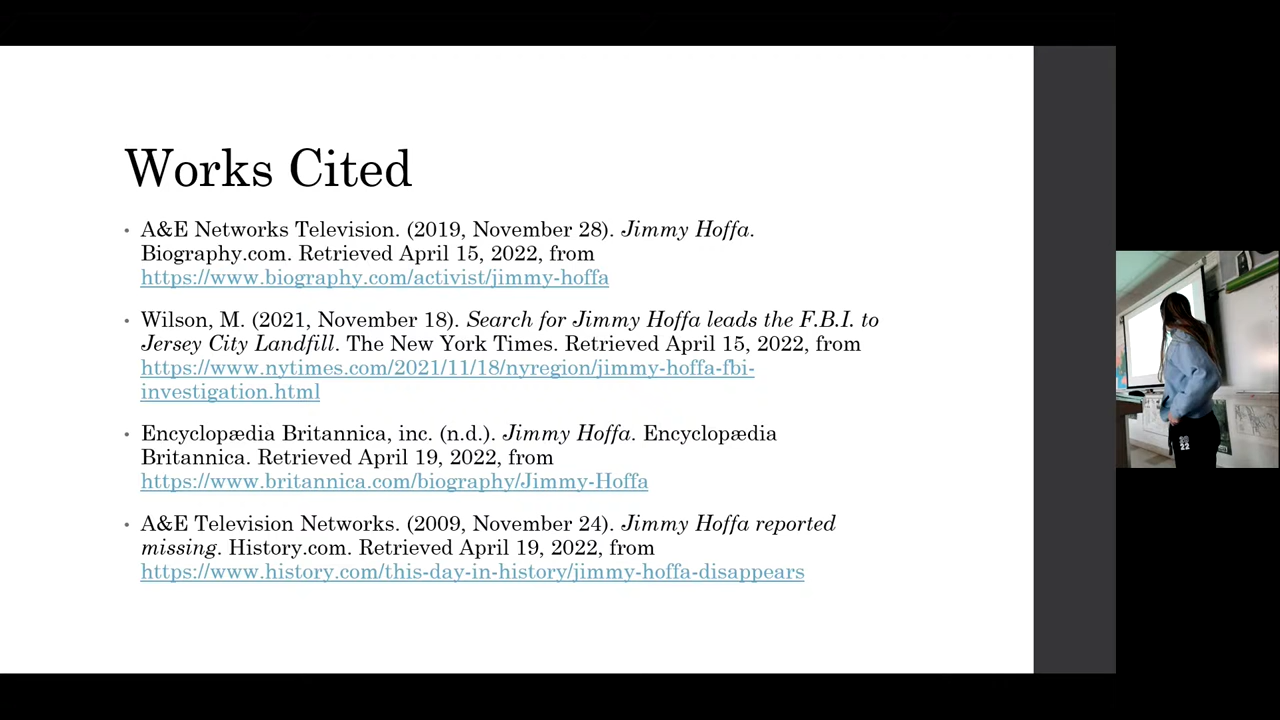 Works Cited
• A&E Networks Television. (2019, November 28). Jimmy Hoffa.
Biography.com. Retrieved April 15, 2022, from
https://www.biography.com/activist/jimmy-hoffa
• Wilson, M. (2021, November 18). Search for Jimmy Hoffa leads the F.B.I. to
Jersey City Landfill. The New York Times. Retrieved April 15, 2022, from
https://www.nytimes.com/2021/11/18/nyregion/jimmy-hoffa-fbi-
investigation.html
• Encyclopædia Britannica, inc. (n.d.). Jimmy Hoffa. Encyclopædia
Britannica. Retrieved April 19, 2022, from
https://www.britannica.com/biography/Jimmy-Hoffa
• A&E Television Networks. (2009, November 24). Jimmy Hoffa reported
missing. History.com. Retrieved April 19, 2022, from
https://www.history.com/this-day-in-history/jimmy-hoffa-disappears
20
22